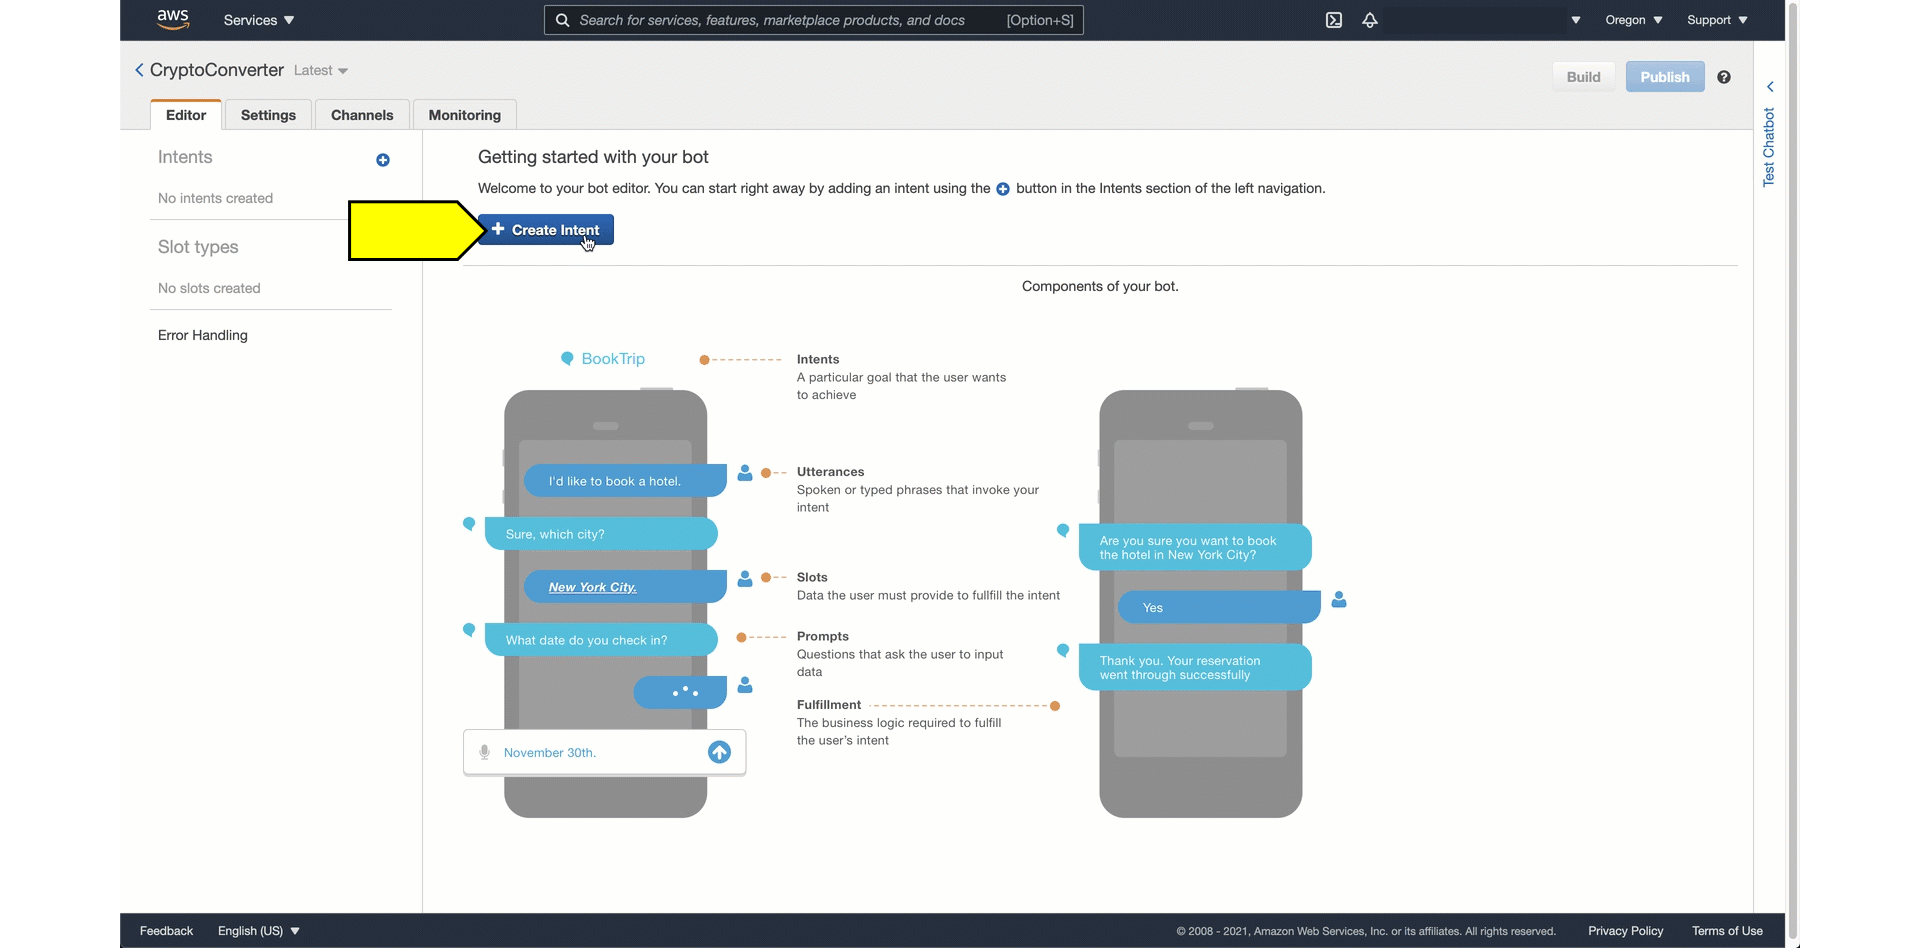 aws
Services
Search for services, features, marketplace products, and docs [Option+S]
Oregon
Support
CryptoConverter Latest
Build
Publish
?
Editor
Settings
Channels
Monitoring
Test Chatbot
Intents
No intents created
Slot types
No slots created
Error Handling
Getting started with your bot
Welcome to your bot editor. You can start right away by adding an intent using the + button in the Intents section of the left navigation.
+ Create Intent
Components of your bot.
BookTrip
Intents
A particular goal that the user wants
to achieve
I'd like to book a hotel.
Utterances
Spoken or typed phrases that invoke your
intent
Sure, which city?
New York City.
Slots
Data the user must provide to fullfill the intent
What date do you check in?
Prompts
Questions that ask the user to input
data
Fulfillment
The business logic required to fulfill
the user's intent
November 30th.
Are you sure you want to book
the hotel in New York City?
Yes
Thank you. Your reservation
went through successfully
Feedback
English (US)
© 2008 - 2021, Amazon Web Services, Inc. or its affiliates. All rights reserved.
Privacy Policy
Terms of Use